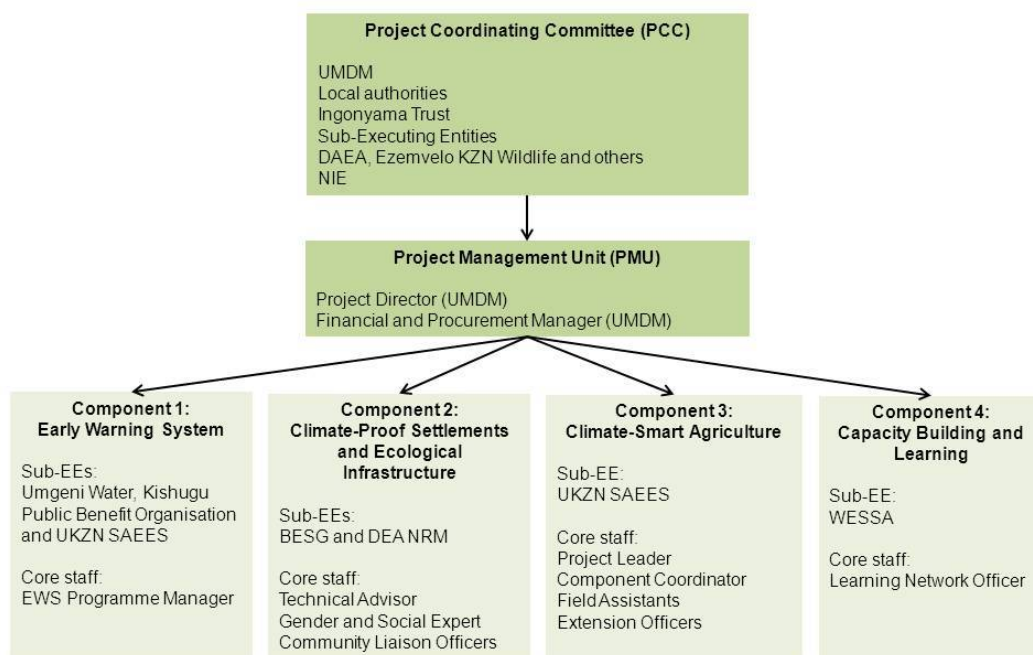 Project Coordinating Committee (PCC)
UMDM
Local authorities
Ingonyama Trust
Sub-Executing Entities
DAEA, Ezemvelo KZN Wildlife and others
NIE
Project Management Unit (PMU)
Project Director (UMDM)
Financial and Procurement Manager (UMDM)
Component 1:
Early Warning System
Sub-EEs:
Umgeni Water, Kishugu
Public Benefit Organisation
and UKZN SAEES
Core staff:
EWS Programme Manager
Component 2:
Climate-Proof Settlements
and Ecological
Infrastructure
Sub-EEs:
BESG and DEA NRM
Core staff:
Technical Advisor
Gender and Social Expert
Community Liaison Officers
Component 3:
Climate-Smart Agriculture
Sub-EE:
UKZN SAEES
Core staff:
Project Leader
Component Coordinator
Field Assistants
Extension Officers
Component 4:
Capacity Building and
Learning
Sub-EE:
WESSA
Core staff:
Learning Network Officer